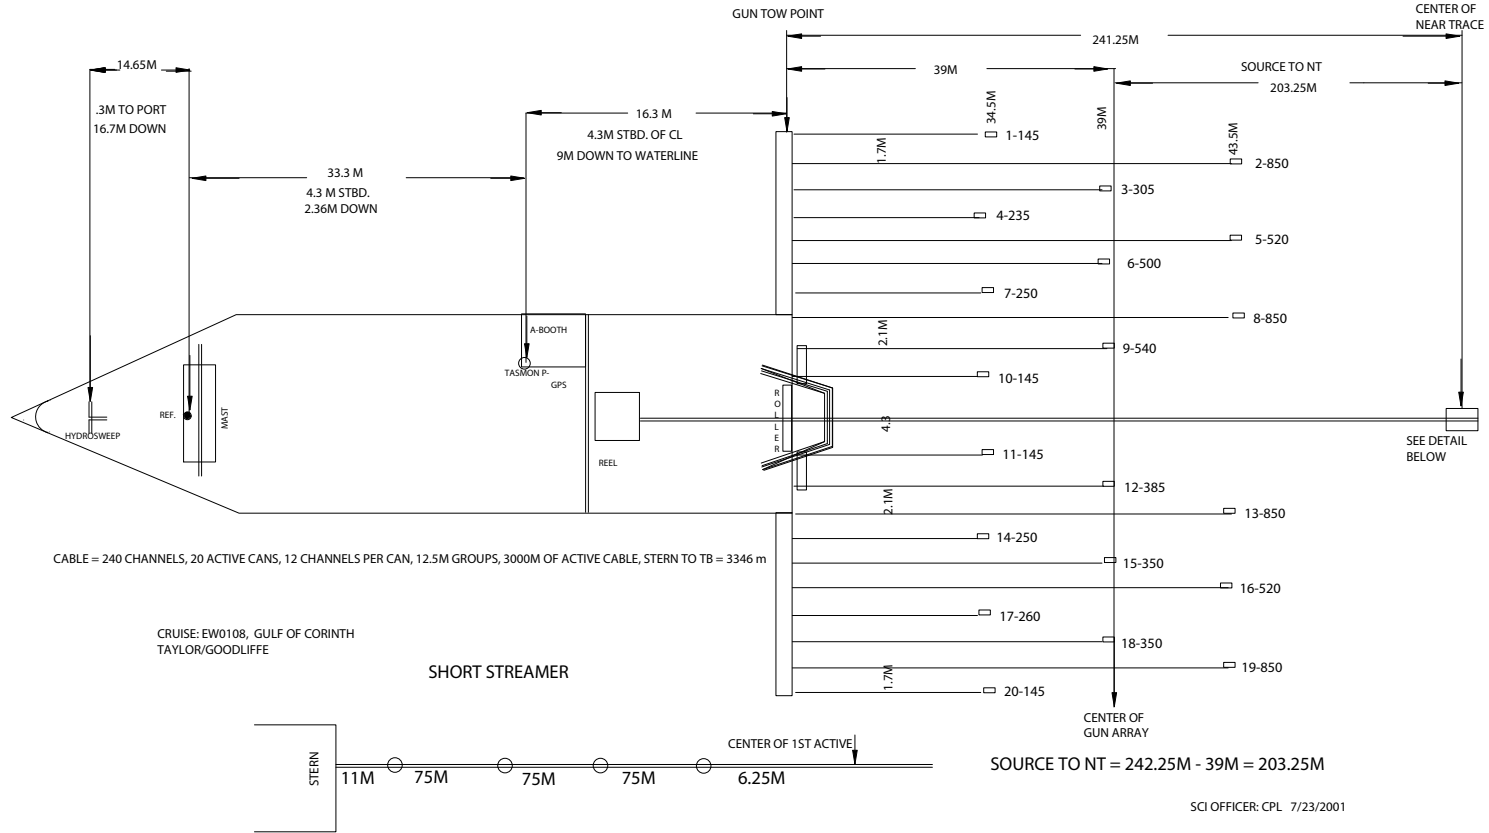 GUN TOW POINT
CENTER OF
NEAR TRACE
241.25M
14.65M
39M
SOURCE TO NT
203.25M
.3M TO PORT
16.7M DOWN
16.3 M
4.3M STBD. OF CL
9M DOWN TO WATERLINE
34.5M
39M
43.5M
1.7M
1-145
2-850
33.3 M
4.3 M STBD.
2.36M DOWN
3-305
4-235
5-520
6-500
7-250
8-850
A-BOOTH
2.1M
9-540
TASMON P-
GPS
10-145
REF.
MAST
HYDROSWEEP
ROLLER
4.3
REEL
SEE DETAIL
BELOW
11-145
12-385
2.1M
13-850
14-250
CABLE = 240 CHANNELS, 20 ACTIVE CANS, 12 CHANNELS PER CAN, 12.5M GROUPS, 3000M OF ACTIVE CABLE, STERN TO TB = 3346 m
15-350
16-520
17-260
CRUISE: EW0108, GULF OF CORINTH
TAYLOR/GOODLIFFE
18-350
SHORT STREAMER
1.7M
19-850
20-145
CENTER OF
GUN ARRAY
STERN
CENTER OF 1ST ACTIVE
11M
75M
75M
75M
6.25M
SOURCE TO NT = 242.25M - 39M = 203.25M
SCI OFFICER: CPL 7/23/2001